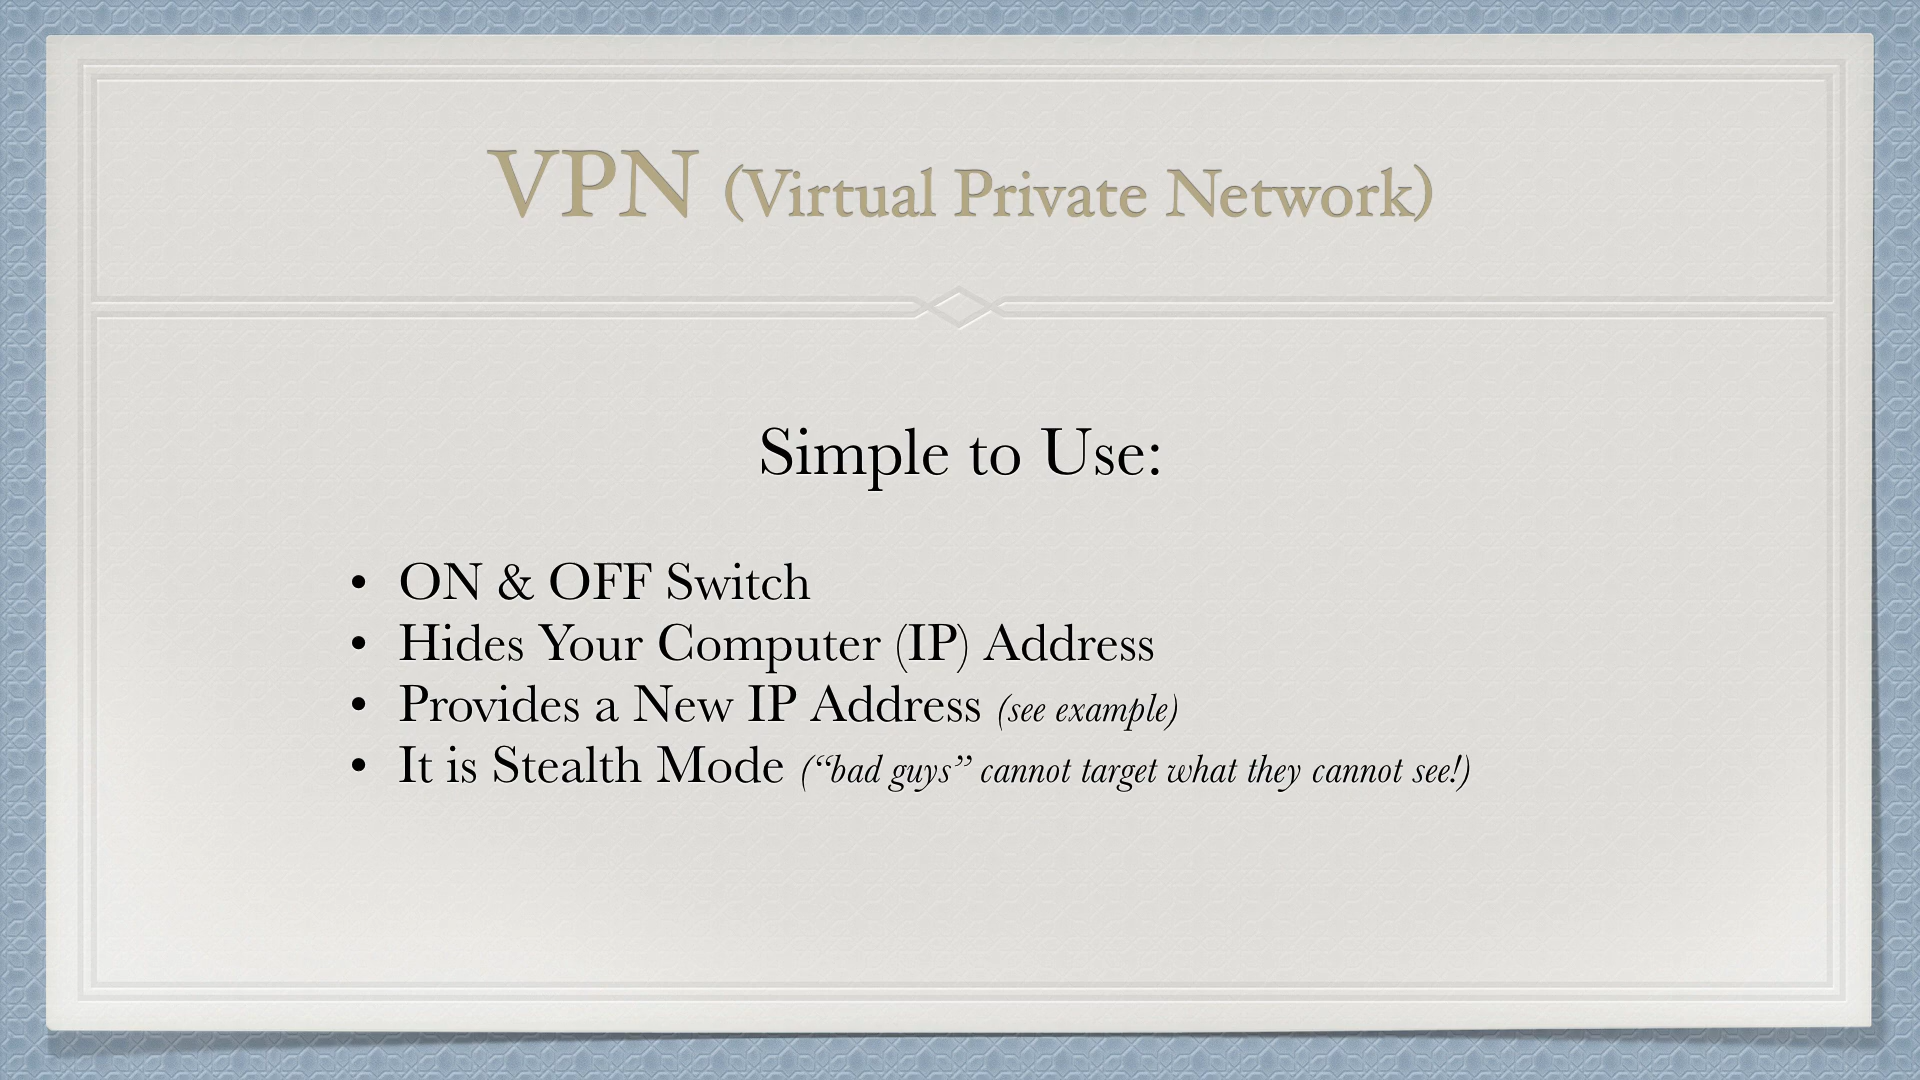 VPN (Virtual Private Network)
Simple to Use:
• ON & OFF Switch
• Hides Your Computer (IP) Address
• Provides a New IP Address (see example)
• It is Stealth Mode (“bad guys” cannot target what they cannot see!)